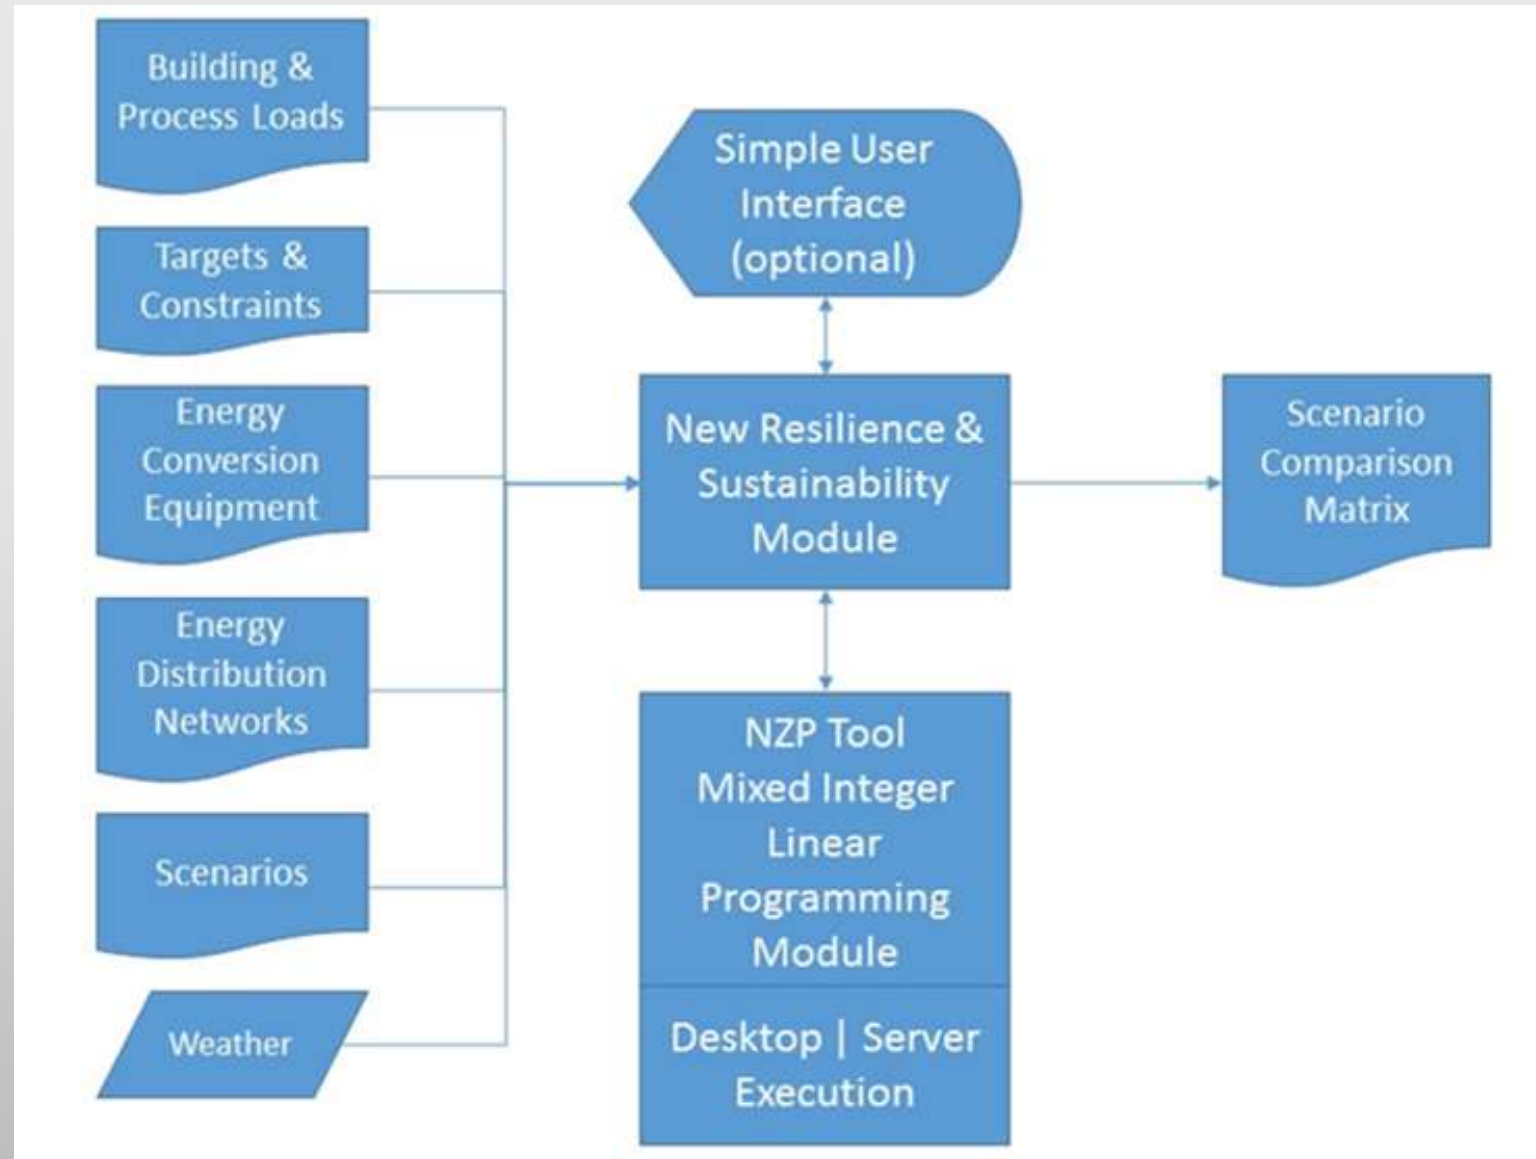 Building &
Process Loads
Targets &
Constraints
Energy
Conversion
Equipment
Energy
Distribution
Networks
Scenarios
Weather
Simple User
Interface
(optional)
New Resilience &
Sustainability
Module
NZP Tool
Mixed Integer
Linear
Programming
Module
Desktop | Server
Execution
Scenario
Comparison
Matrix